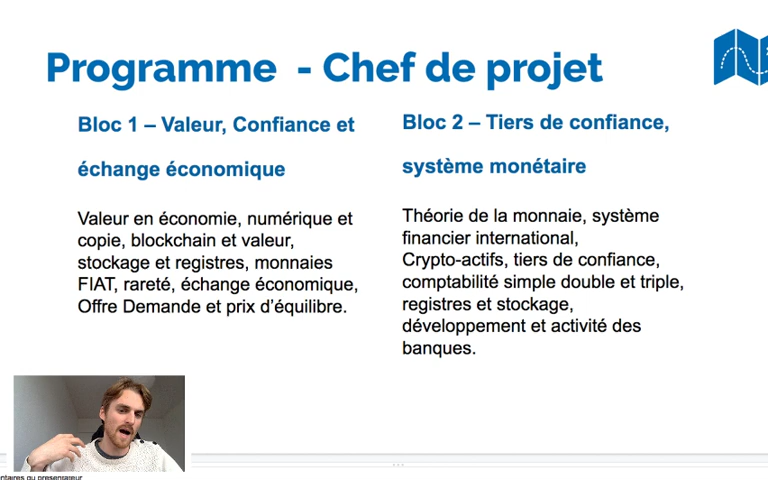 Programme - Chef de projet
Bloc 1 – Valeur, Confiance et
échange économique
Valeur en économie, numérique et
copie, blockchain et valeur,
stockage et registres, monnaies
FIAT, rareté, échange économique,
Offre Demande et prix d’équilibre.
Bloc 2 – Tiers de confiance,
système monétaire
Théorie de la monnaie, système
financier international,
Crypto-actifs, tiers de confiance,
comptabilité simple double et triple,
registres et stockage,
développement et activité des
banques.